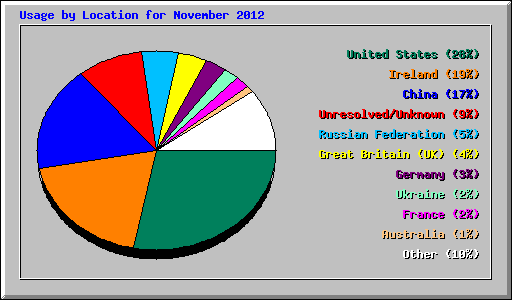 Usage by Location for November 2012
United States (28%)
Ireland (19%)
China (17%)
Unresolved/Unknown (9%)
Russian Federation (5%)
Great Britain (UK) (4%)
Germany (3%)
Ukraine (2%)
France (2%)
Australia (1%)
Other (10%)